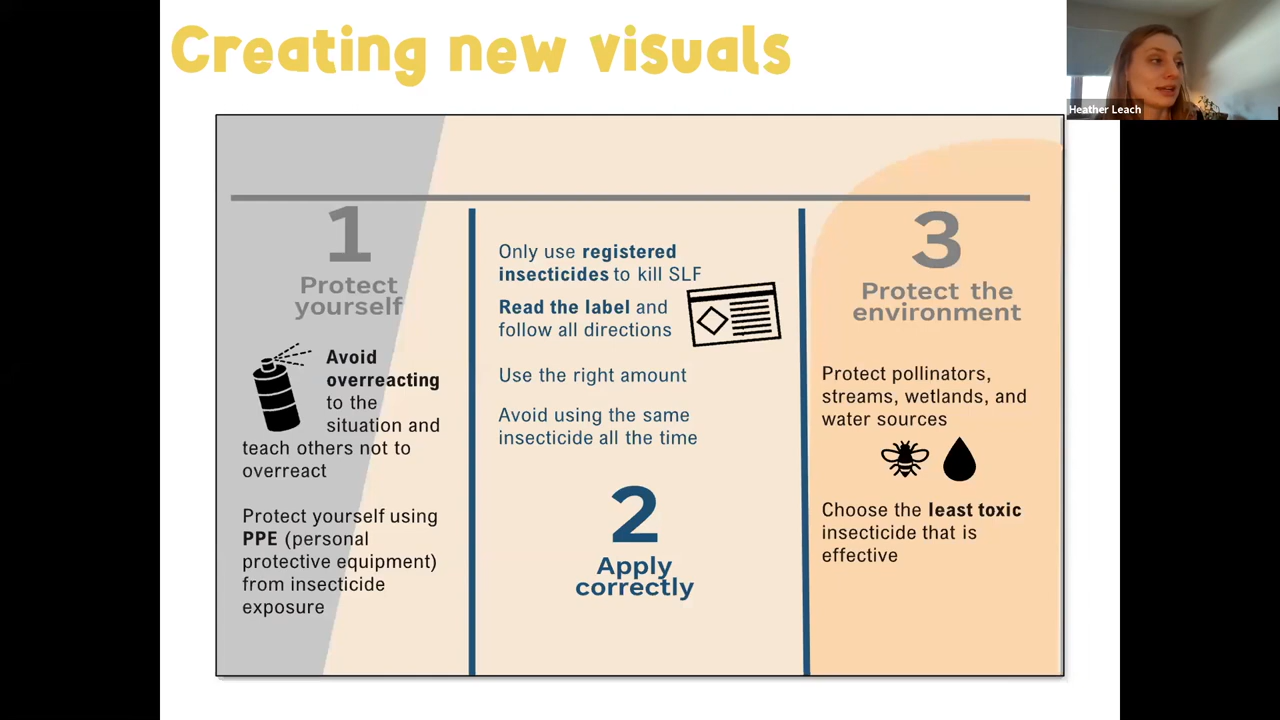 Creating new visuals
Heather Leach
1
Protect
yourself
Avoid
overreacting
to the
situation and
teach others not to
overreact
Protect yourself using
PPE (personal
protective equipment)
from insecticide
exposure
Only use registered
insecticides to kill SLF
Read the label and
follow all directions
Use the right amount
Avoid using the same
insecticide all the time
2
Apply
correctly
3
Protect the
environment
Protect pollinators,
streams, wetlands, and
water sources
Choose the least toxic
insecticide that is
effective